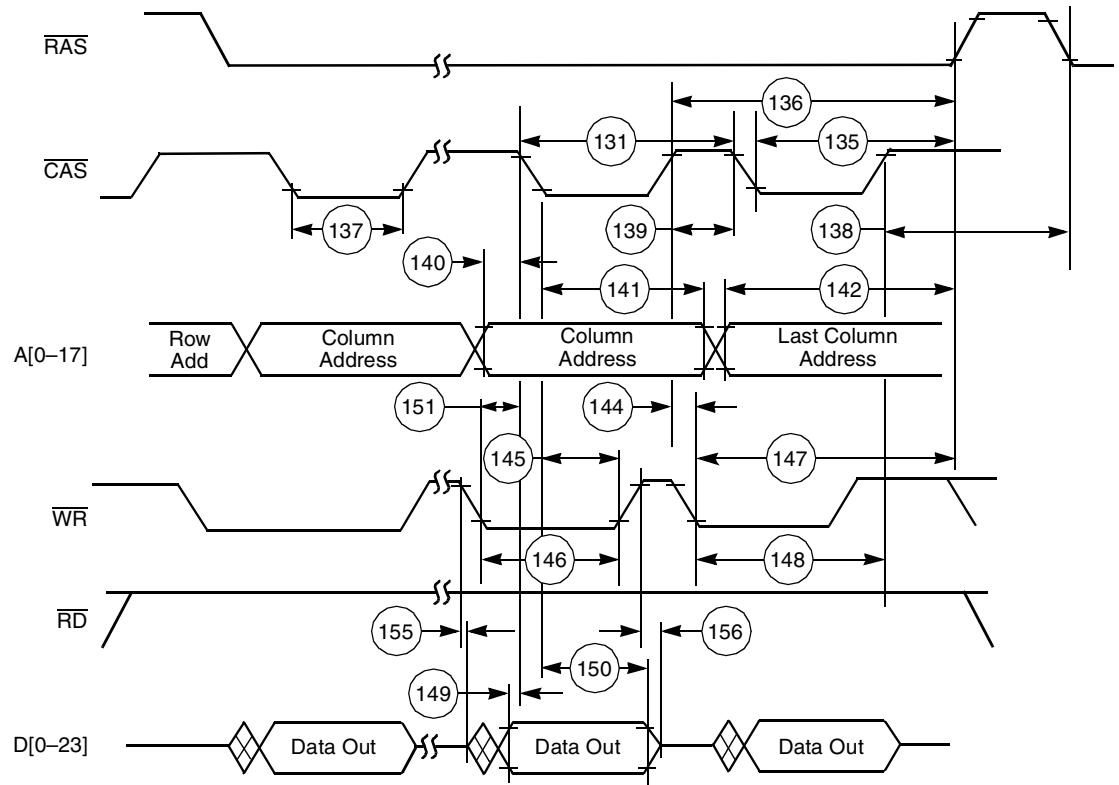 RAS
136
131
135
CAS
137
139
138
140
141
142
A[0–17]
Row
Add
Column
Address
Column
Address
Last Column
Address
151
144
145
147
WR
146
148
RD
155
156
150
149
D[0–23]
Data Out
Data Out
Data Out